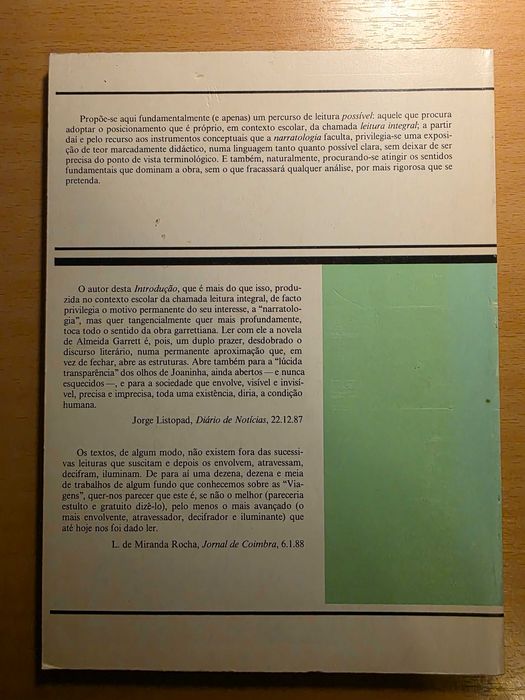 Propõe-se aqui fundamentalmente (e apenas) um percurso de leitura possível: aquele que procura
adoptar o posicionamento que é próprio, em contexto escolar, da chamada leitura integral; a partir
daí e pelo recurso aos instrumentos conceptuais que a narratologia faculta, privilegia-se uma exposi-
ção de teor marcadamente didáctico, numa linguagem tanto quanto possível clara, sem deixar de ser
precisa do ponto de vista terminológico. E também, naturalmente, procurando-se atingir os sentidos
fundamentais que dominam a obra, sem o que fracassará qualquer análise, por mais rigorosa que se
pretenda.
O autor desta Introdução, que é mais do que isso, produ-
zida no contexto escolar da chamada leitura integral, de facto
privilegia o motivo permanente do seu interesse, a “narratolo-
gia”, mas quer tangencialmente quer mais profundamente,
toca todo o sentido da obra garrettiana. Ler com ele a novela
de Almeida Garrett é, pois, um duplo prazer, desdobrado o
discurso literário, numa permanente aproximação que, em
vez de fechar, abre as estruturas. Abre também para a “lúcida
transparência” dos olhos de Joaninha, ainda abertos — e nunca
esquecidos —, e para a sociedade que envolve, visível e invisí-
vel, precisa e imprecisa, toda uma existência, diria, a condição
humana.
Jorge Listopad, Diário de Notícias, 22.12.87
Os textos, de algum modo, não existem fora das sucessi-
vas leituras que suscitam e depois os envolvem, atravessam,
decifram, iluminam. De para aí uma dezena, dezena e meia
de trabalhos de algum fundo que conhecemos sobre as “Via-
gens”, quer-nos parecer que este é, se não o melhor (pareceria
estulto e gratuito dizê-lo), pelo menos o mais avançado (o
mais envolvente, atravessador, decifrador e iluminante) que
até hoje nos foi dado ler.
L. de Miranda Rocha, Jornal de Coimbra, 6.1.88